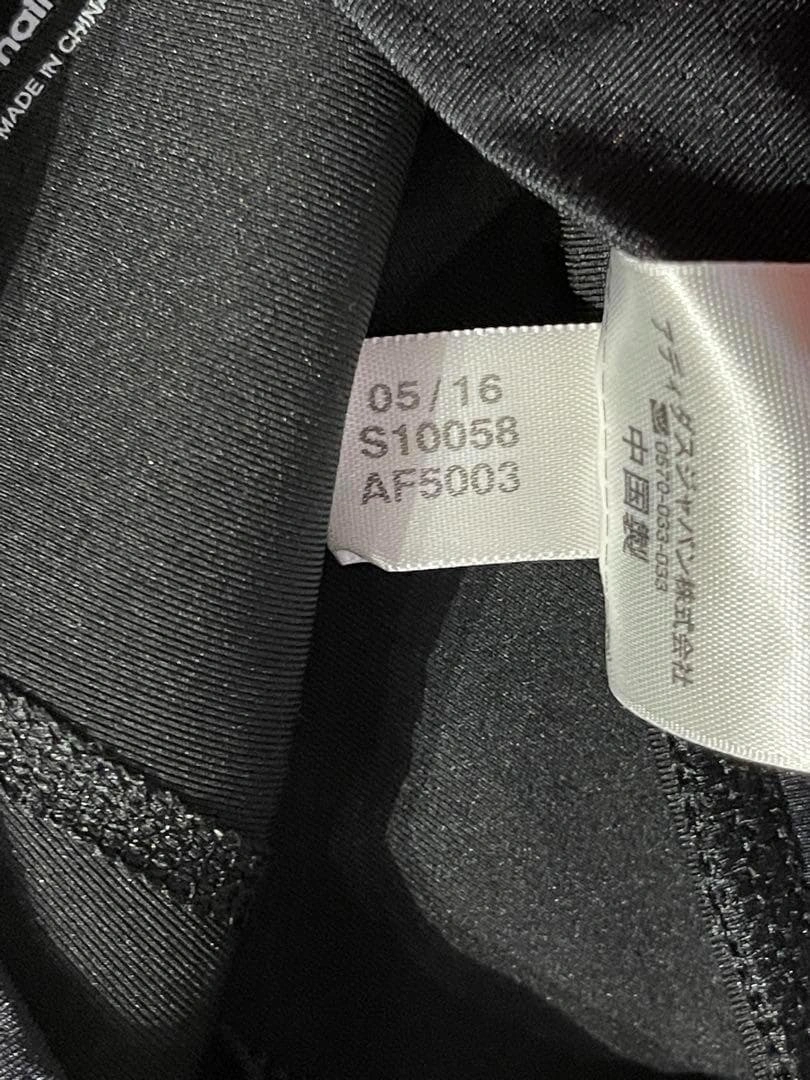 MADE IN CHINA
05/16
S10058
AF5003
アディダスジャパン株式会社
☎0570-033-033
中国製